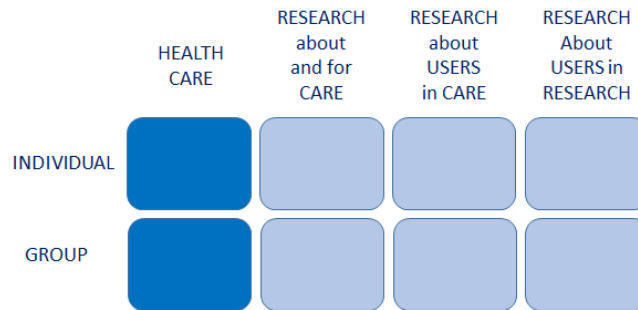 HEALTH
CARE
RESEARCH
about
and for
CARE
RESEARCH
about
USERS
in CARE
RESEARCH
About
USERS in
RESEARCH
INDIVIDUAL
GROUP